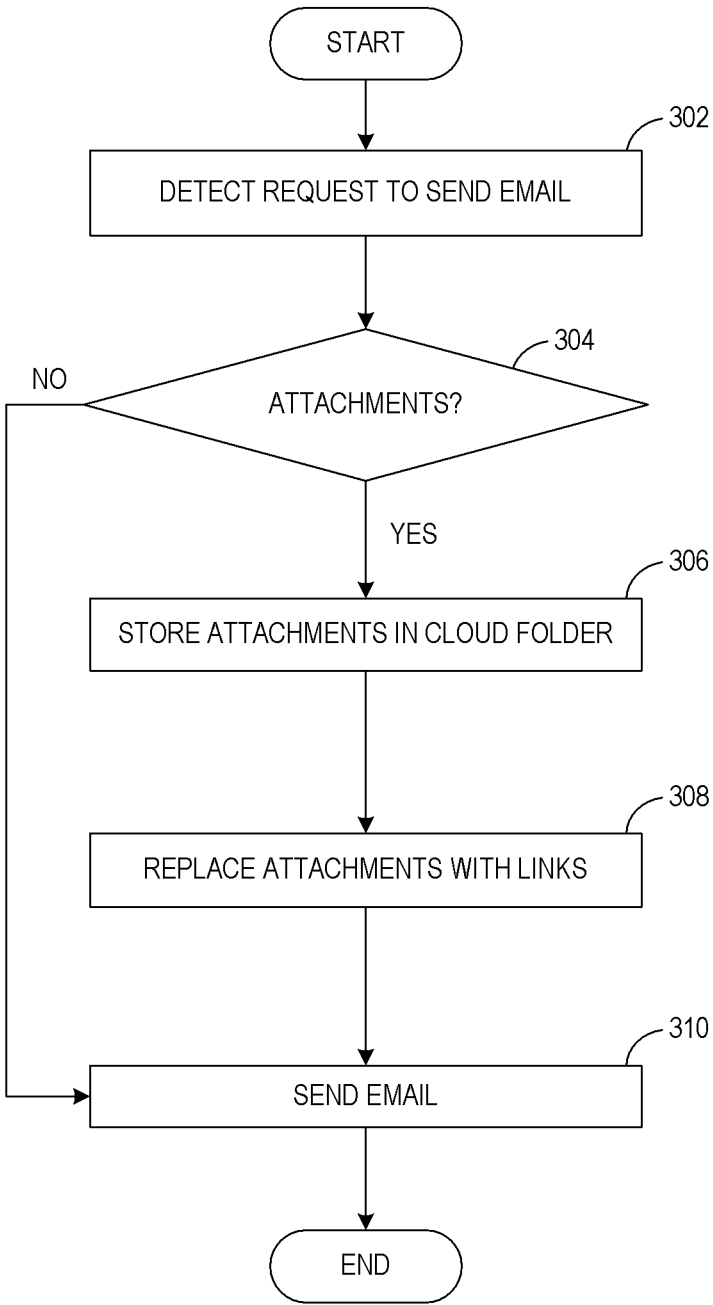 START
302
DETECT REQUEST TO SEND EMAIL
304
NO
ATTACHMENTS?
YES
306
STORE ATTACHMENTS IN CLOUD FOLDER
308
REPLACE ATTACHMENTS WITH LINKS
310
SEND EMAIL
END